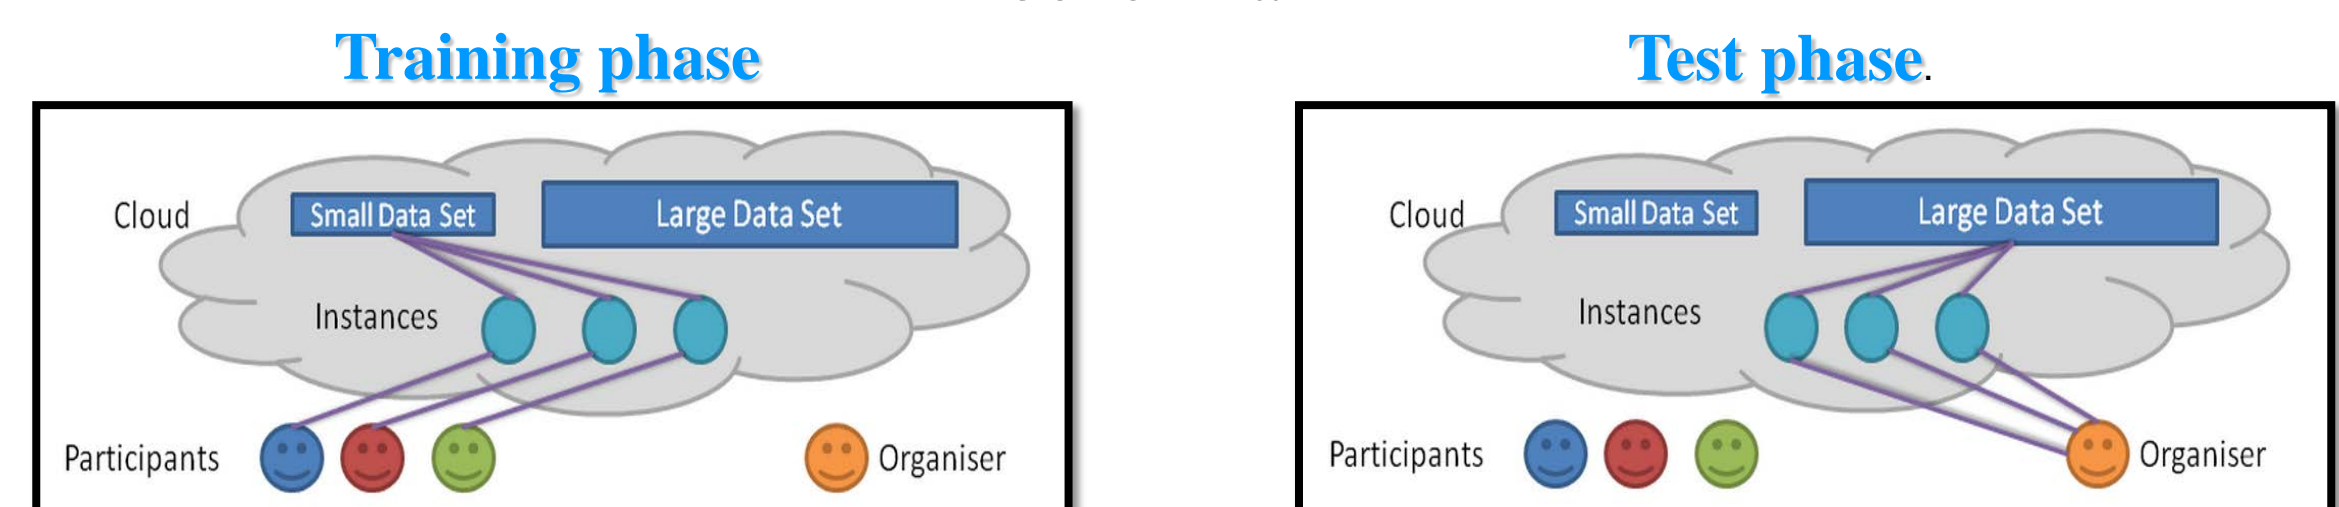 Training phase
Test phase.
Cloud
Small Data Set
Large Data Set
Instances
Participants
Organiser
Cloud
Small Data Set
Large Data Set
Instances
Participants
Organiser